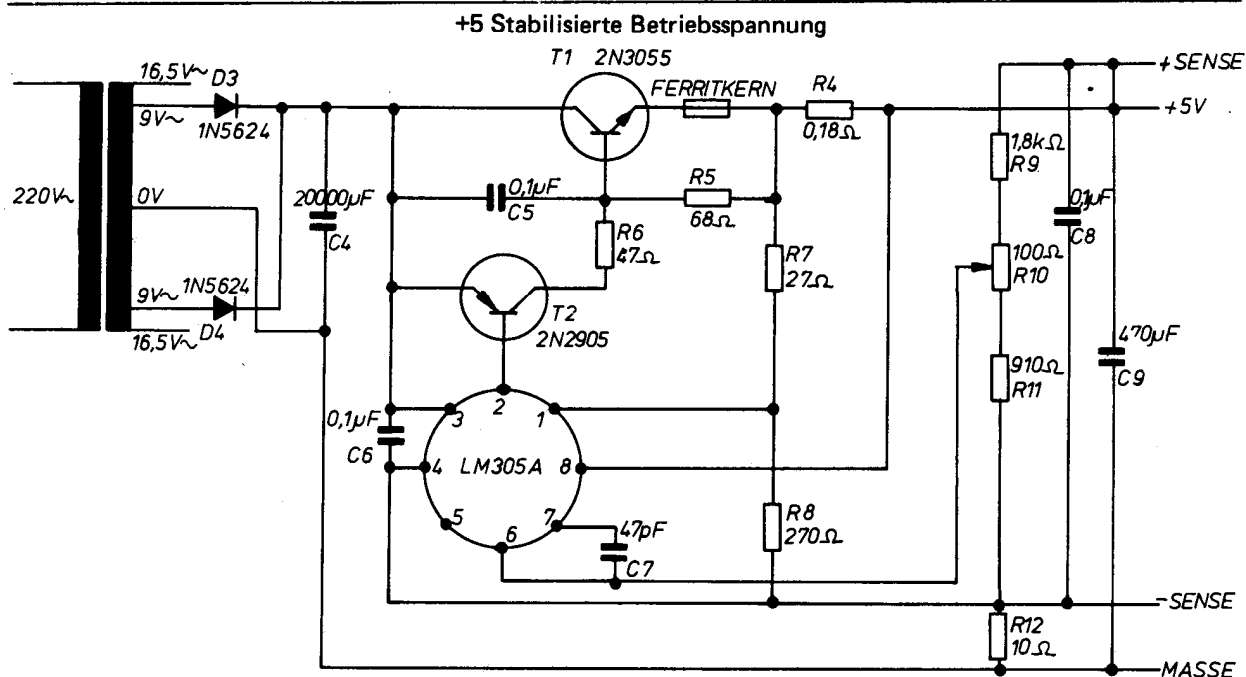 +5 Stabilisierte Betriebsspannung
T1 2N3055
16,5V~
D3
FERRITKERN
R4
+SENSE
9V~
1N5624
0,18Ω
+5V
1,8kΩ
R9
220V~
0V
20000µF
C4
0,1µF
C5
R5
68Ω
0,1µF
C8
R6
47Ω
R7
27Ω
100Ω
R10
9V~
1N5624
D4
16,5V~
T2
2N2905
470µF
C9
910Ω
R11
0,1µF
C6
3
2
1
4
LM305A
8
5
6
7
47pF
C7
R8
270Ω
-SENSE
R12
10Ω
MASSE